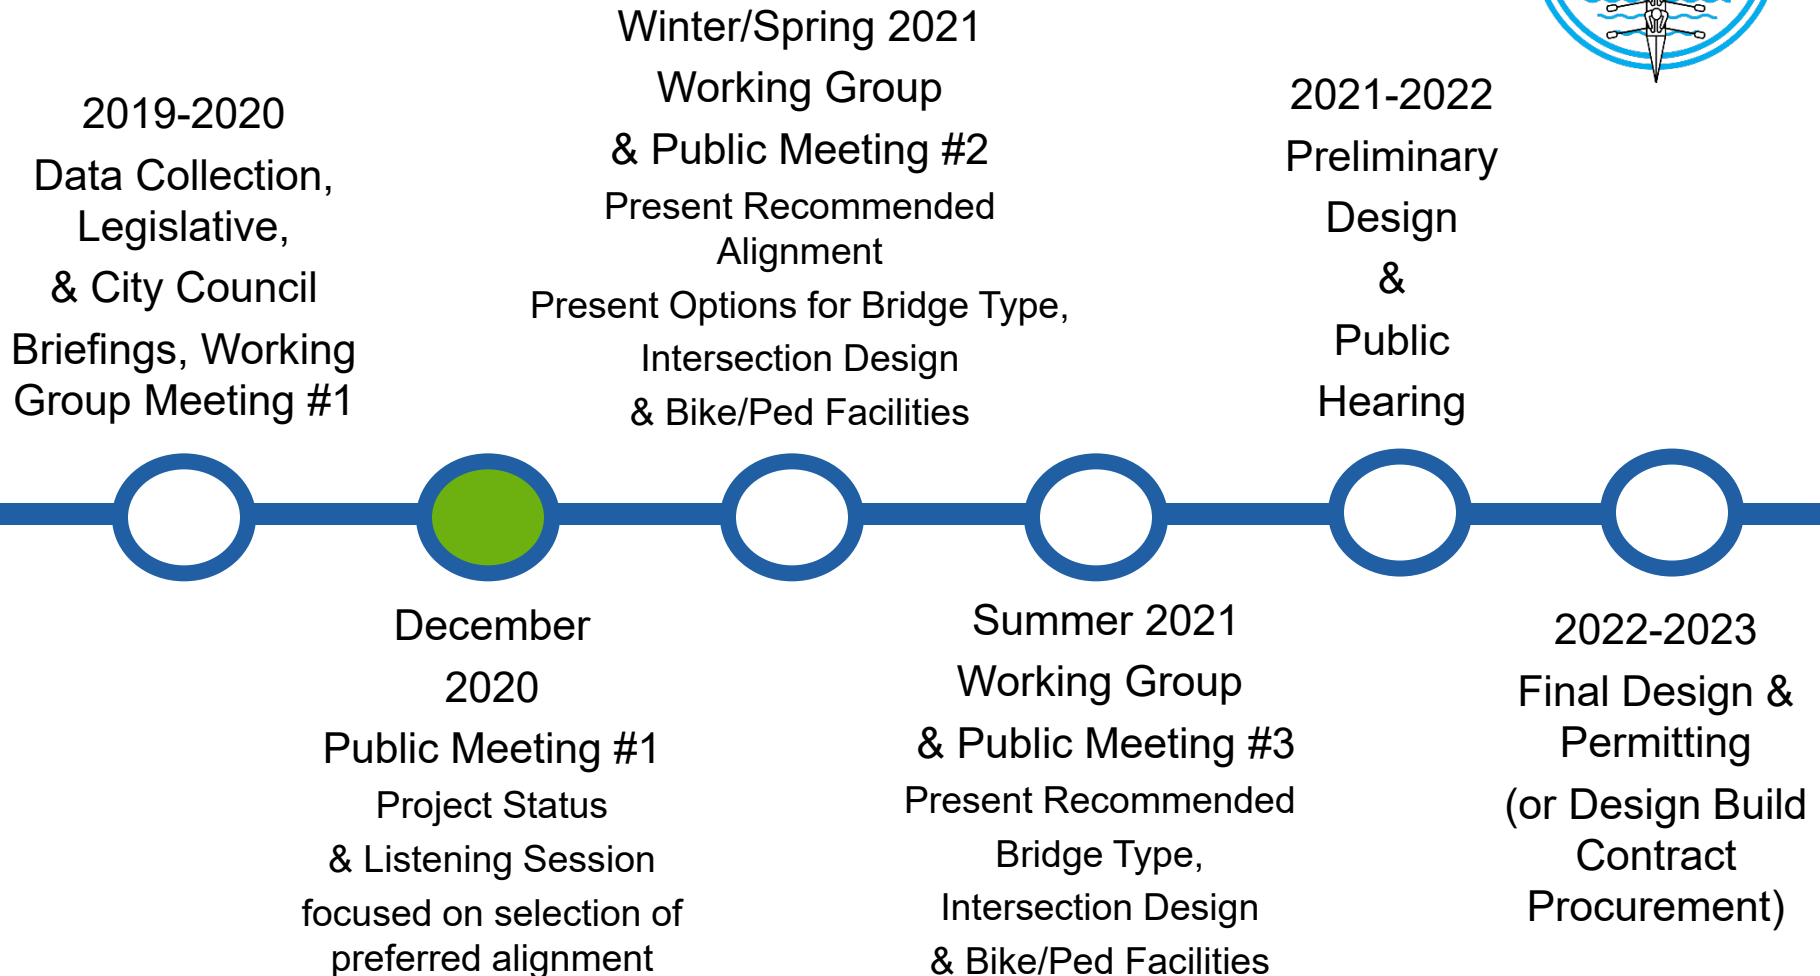 2019-2020
Data Collection,
Legislative,
& City Council
Briefings, Working
Group Meeting #1
December
2020
Public Meeting #1
Project Status
& Listening Session
focused on selection of
preferred alignment
Winter/Spring 2021
Working Group
& Public Meeting #2
Present Recommended
Alignment
Present Options for Bridge Type,
Intersection Design
& Bike/Ped Facilities
Summer 2021
Working Group
& Public Meeting #3
Present Recommended
Bridge Type,
Intersection Design
& Bike/Ped Facilities
2021-2022
Preliminary
Design
&
Public
Hearing
2022-2023
Final Design &
Permitting
(or Design Build
Contract
Procurement)